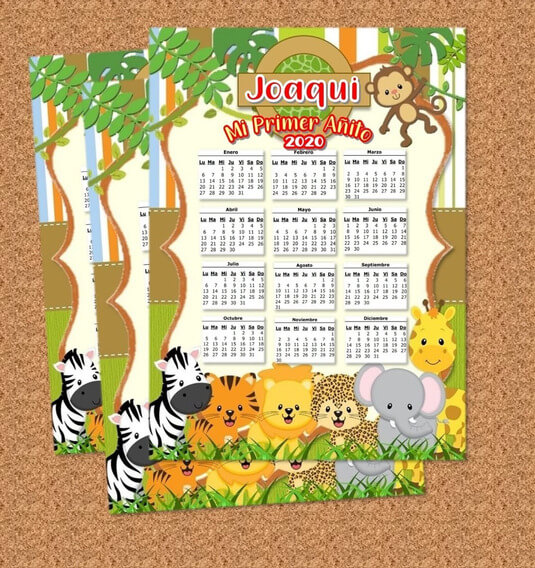 Joaqui
Mi Primer Añito
2020
Enero
Lu Ma Mi Ju Vi Sa Do
1 2 3 4 5
6 7 8 9 10 11 12
13 14 15 16 17 18 19
20 21 22 23 24 25 26
27 28 29 30 31
Febrero
Lu Ma Mi Ju Vi Sa Do
1 2
3 4 5 6 7 8 9
10 11 12 13 14 15 16
17 18 19 20 21 22 23
24 25 26 27 28 29
Marzo
Lu Ma Mi Ju Vi Sa Do
1
2 3 4 5 6 7 8
9 10 11 12 13 14 15
16 17 18 19 20 21 22
23 24 25 26 27 28 29
30 31
Abril
Lu Ma Mi Ju Vi Sa Do
1 2 3 4 5
6 7 8 9 10 11 12
13 14 15 16 17 18 19
20 21 22 23 24 25 26
27 28 29 30
Mayo
Lu Ma Mi Ju Vi Sa Do
1 2 3
4 5 6 7 8 9 10
11 12 13 14 15 16 17
18 19 20 21 22 23 24
25 26 27 28 29 30 31
Junio
Lu Ma Mi Ju Vi Sa Do
1 2 3 4 5 6 7
8 9 10 11 12 13 14
15 16 17 18 19 20 21
22 23 24 25 26 27 28
29 30
Julio
Lu Ma Mi Ju Vi Sa Do
1 2 3 4 5
6 7 8 9 10 11 12
13 14 15 16 17 18 19
20 21 22 23 24 25 26
27 28 29 30 31
Agosto
Lu Ma Mi Ju Vi Sa Do
1 2
3 4 5 6 7 8 9
10 11 12 13 14 15 16
17 18 19 20 21 22 23
24 25 26 27 28 29 30
31
Septiembre
Lu Ma Mi Ju Vi Sa Do
1 2 3 4 5 6
7 8 9 10 11 12 13
14 15 16 17 18 19 20
21 22 23 24 25 26 27
28 29 30
Octubre
Lu Ma Mi Ju Vi Sa Do
1 2 3 4
5 6 7 8 9 10 11
12 13 14 15 16 17 18
19 20 21 22 23 24 25
26 27 28 29 30 31
Noviembre
Lu Ma Mi Ju Vi Sa Do
1
2 3 4 5 6 7 8
9 10 11 12 13 14 15
16 17 18 19 20 21 22
23 24 25 26 27 28 29
30
Diciembre
Lu Ma Mi Ju Vi Sa Do
1 2 3 4 5 6
7 8 9 10 11 12 13
14 15 16 17 18 19 20
21 22 23 24 25 26 27
28 29 30 31